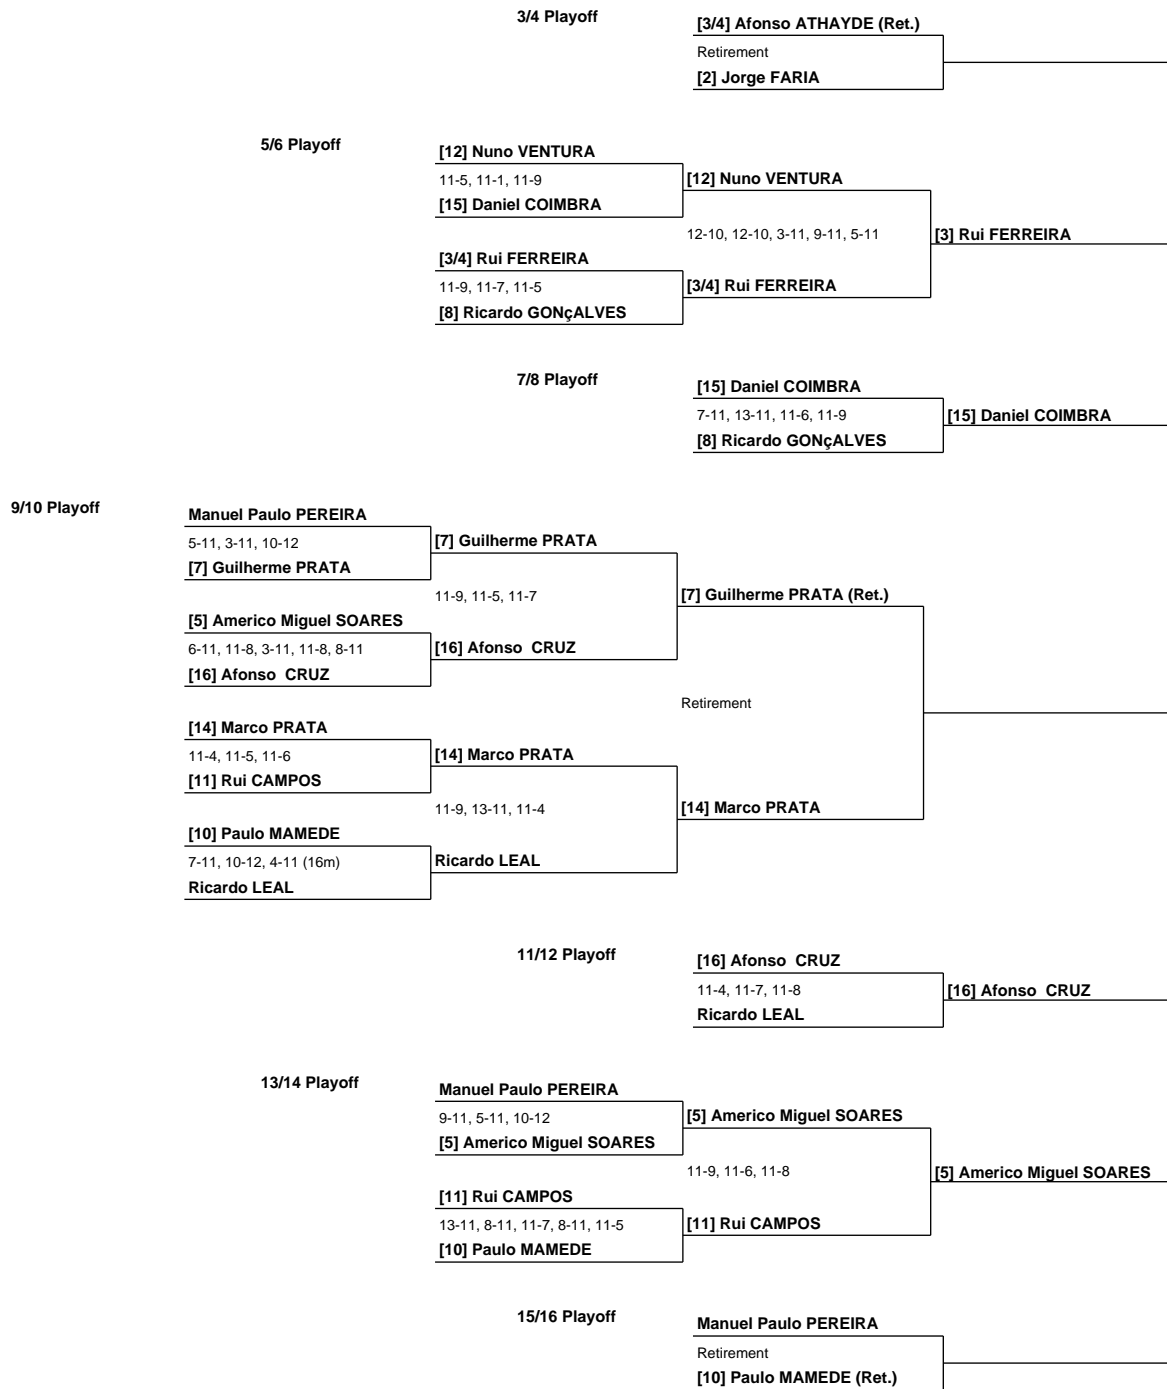 3/4 Playoff
[3/4] Afonso ATHAYDE (Ret.)
Retirement
[2] Jorge FARIA
5/6 Playoff
[12] Nuno VENTURA
11-5, 11-1, 11-9
[12] Nuno VENTURA
[15] Daniel COIMBRA
12-10, 12-10, 3-11, 9-11, 5-11
[3] Rui FERREIRA
[3/4] Rui FERREIRA
11-9, 11-7, 11-5
[3/4] Rui FERREIRA
[8] Ricardo GONçALVES
7/8 Playoff
[15] Daniel COIMBRA
7-11, 13-11, 11-6, 11-9
[15] Daniel COIMBRA
[8] Ricardo GONçALVES
9/10 Playoff
Manuel Paulo PEREIRA
5-11, 3-11, 10-12
[7] Guilherme PRATA
[7] Guilherme PRATA
11-9, 11-5, 11-7
[7] Guilherme PRATA (Ret.)
[5] Americo Miguel SOARES
6-11, 11-8, 3-11, 11-8, 8-11
[16] Afonso  CRUZ
[16] Afonso  CRUZ
Retirement
[14] Marco PRATA
11-4, 11-5, 11-6
[14] Marco PRATA
[11] Rui CAMPOS
11-9, 13-11, 11-4
[14] Marco PRATA
[10] Paulo MAMEDE
7-11, 10-12, 4-11 (16m)
Ricardo LEAL
Ricardo LEAL
11/12 Playoff
[16] Afonso  CRUZ
11-4, 11-7, 11-8
[16] Afonso  CRUZ
Ricardo LEAL
13/14 Playoff
Manuel Paulo PEREIRA
9-11, 5-11, 10-12
[5] Americo Miguel SOARES
[5] Americo Miguel SOARES
11-9, 11-6, 11-8
[5] Americo Miguel SOARES
[11] Rui CAMPOS
13-11, 8-11, 11-7, 8-11, 11-5
[11] Rui CAMPOS
[10] Paulo MAMEDE
15/16 Playoff
Manuel Paulo PEREIRA
Retirement
[10] Paulo MAMEDE (Ret.)